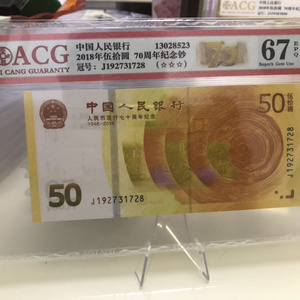 ACG
CANG GUARANTY
中国人民银行 13028523
2018年伍拾圆 70周年纪念钞
冠号: J192731728 (☆☆☆)
67 EPQ
Superb Gem Unc
中国人民银行
人民币发行七十周年纪念
1948-2018
50
伍拾圆
50
J192731728
J192731728